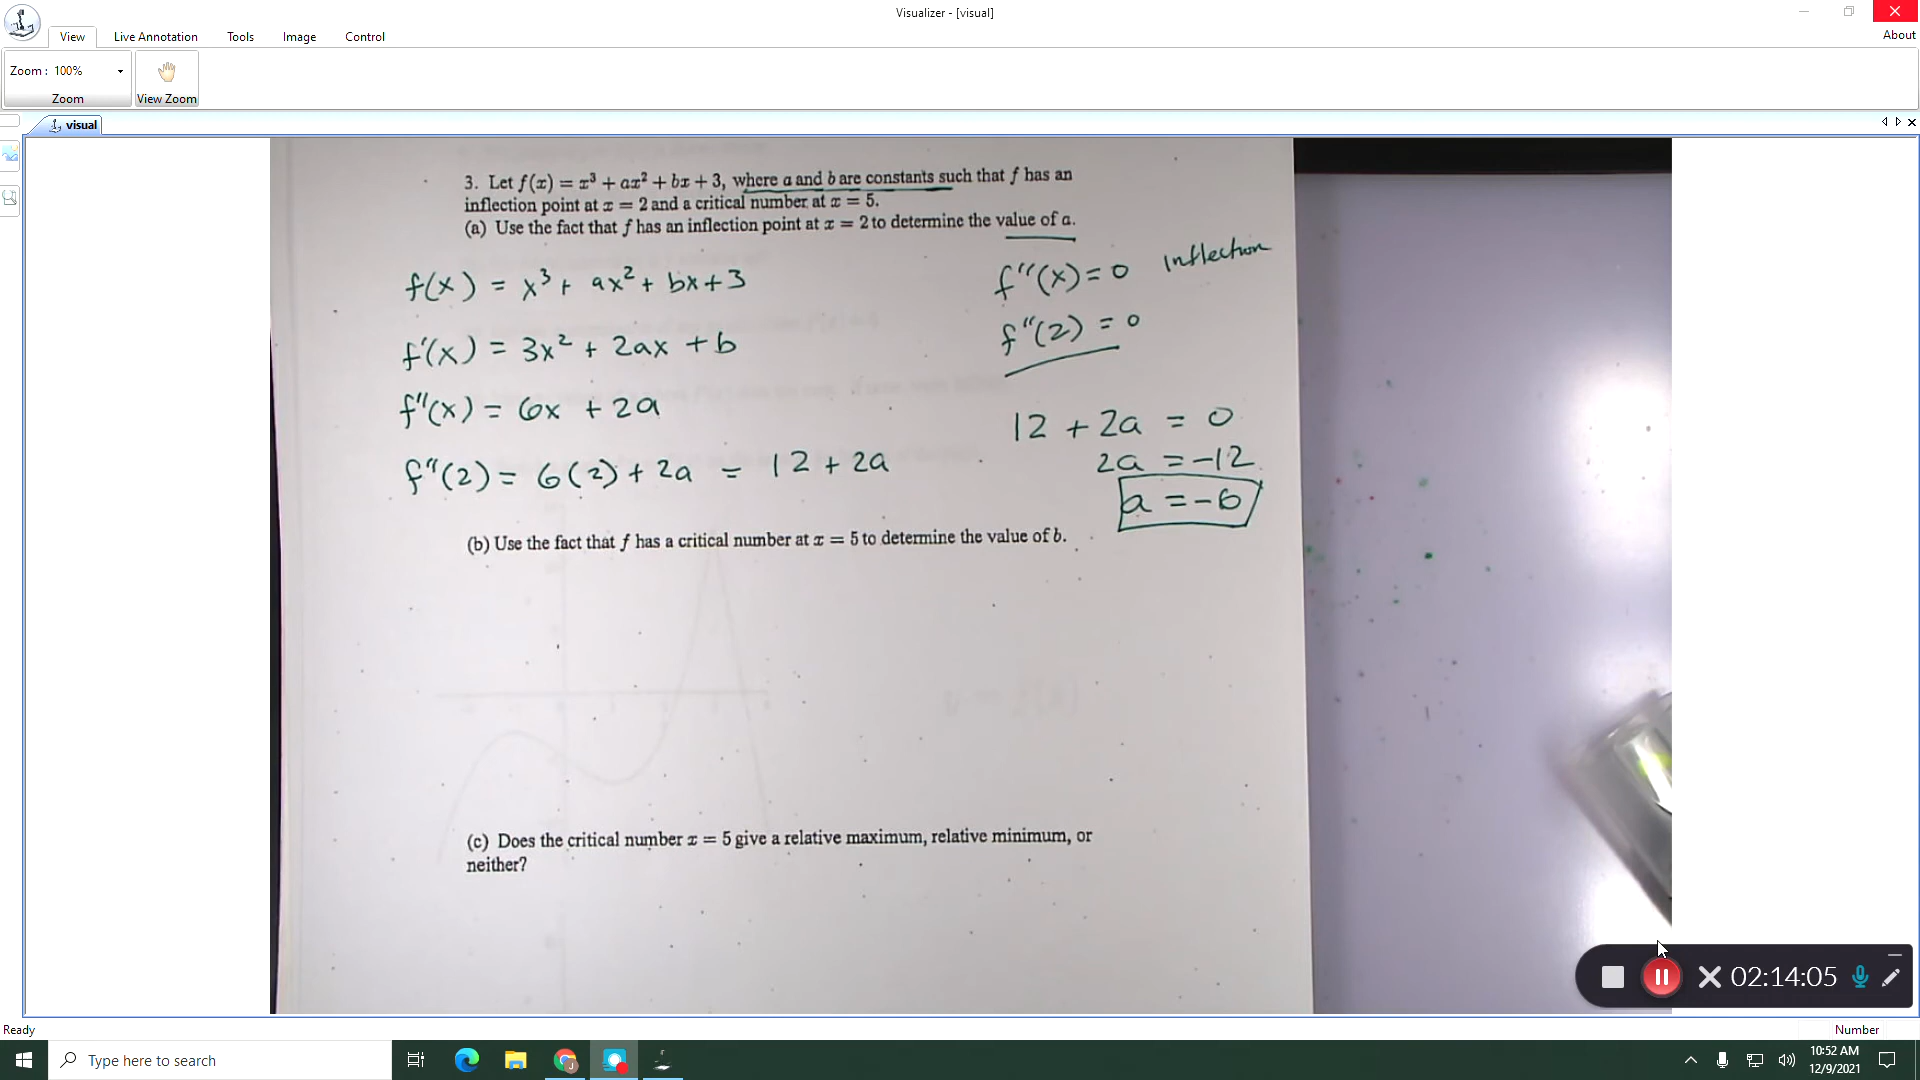 Visualizer - [visual]
View Live Annotation Tools Image Control
About
Zoom : 100%
Zoom View Zoom
visual
3. Let f(x) = x³ + ax² + bx + 3, where a and b are constants such that f has an
inflection point at x = 2 and a critical number at x = 5.
(a) Use the fact that f has an inflection point at x = 2 to determine the value of a.
f(x) = x³ + ax² + bx + 3
f''(x) = 0 inflection
f'(x) = 3x² + 2ax + b
f''(2) = 0
f''(x) = 6x + 2a
12 + 2a = 0
f''(2) = 6(2) + 2a = 12 + 2a
2a = -12
a = -6
(b) Use the fact that f has a critical number at x = 5 to determine the value of b.
(c) Does the critical number x = 5 give a relative maximum, relative minimum, or
neither?
02:14:05
Ready
Number
Type here to search
10:52 AM
12/9/2021